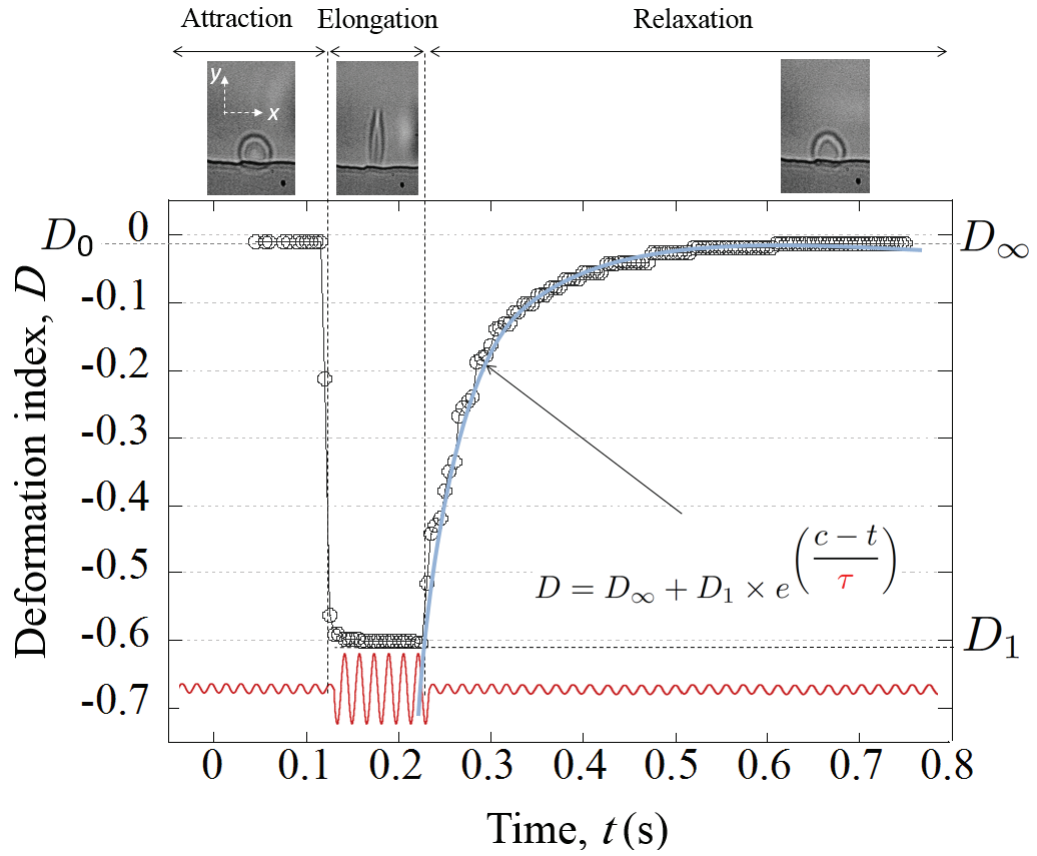 Attraction Elongation Relaxation
y
x
D₀
D∞
0
-0.1
-0.2
-0.3
-0.4
-0.5
-0.6
-0.7
Deformation index, D
D = D∞ + D₁ × e^((c − t)/τ)
D₁
0 0.1 0.2 0.3 0.4 0.5 0.6 0.7 0.8
Time, t (s)